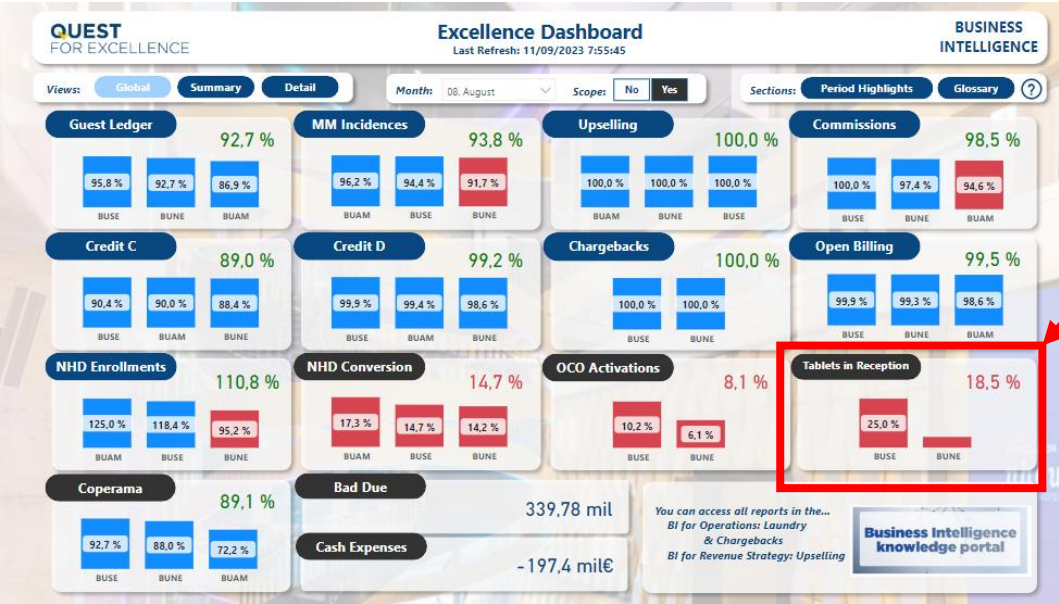 QUEST
FOR EXCELLENCE
Excellence Dashboard
Last Refresh: 11/09/2023 7:55:45
BUSINESS
INTELLIGENCE
Views: Global Summary Detail
Month: 08. August
Scope: No Yes
Sections: Period Highlights Glossary ?
Guest Ledger
92,7 %
95,8 % 92,7 % 86,9 %
BUSE BUNE BUAM
MM Incidences
93,8 %
96,2 % 94,4 % 91,7 %
BUAM BUSE BUNE
Upselling
100,0 %
100,0 % 100,0 % 100,0 %
BUAM BUNE BUSE
Commissions
98,5 %
100,0 % 97,4 % 94,6 %
BUSE BUNE BUAM
Credit C
89,0 %
90,4 % 90,0 % 88,4 %
BUSE BUAM BUNE
Credit D
99,2 %
99,9 % 99,4 % 98,6 %
BUSE BUAM BUNE
Chargebacks
100,0 %
100,0 % 100,0 %
BUSE BUNE
Open Billing
99,5 %
99,9 % 99,3 % 98,6 %
BUSE BUNE BUAM
NHD Enrollments
110,8 %
125,0 % 118,4 % 95,2 %
BUAM BUSE BUNE
NHD Conversion
14,7 %
17,3 % 14,7 % 14,2 %
BUAM BUSE BUNE
OCO Activations
8,1 %
10,2 % 6,1 %
BUSE BUNE
Tablets in Reception
18,5 %
25,0 %
BUSE BUNE
Coperama
89,1 %
92,7 % 88,0 % 72,2 %
BUSE BUNE BUAM
Bad Due
339,78 mil
Cash Expenses
-197,4 mil€
You can access all reports in the...
BI for Operations: Laundry
& Chargebacks
BI for Revenue Strategy: Upselling
Business Intelligence
knowledge portal